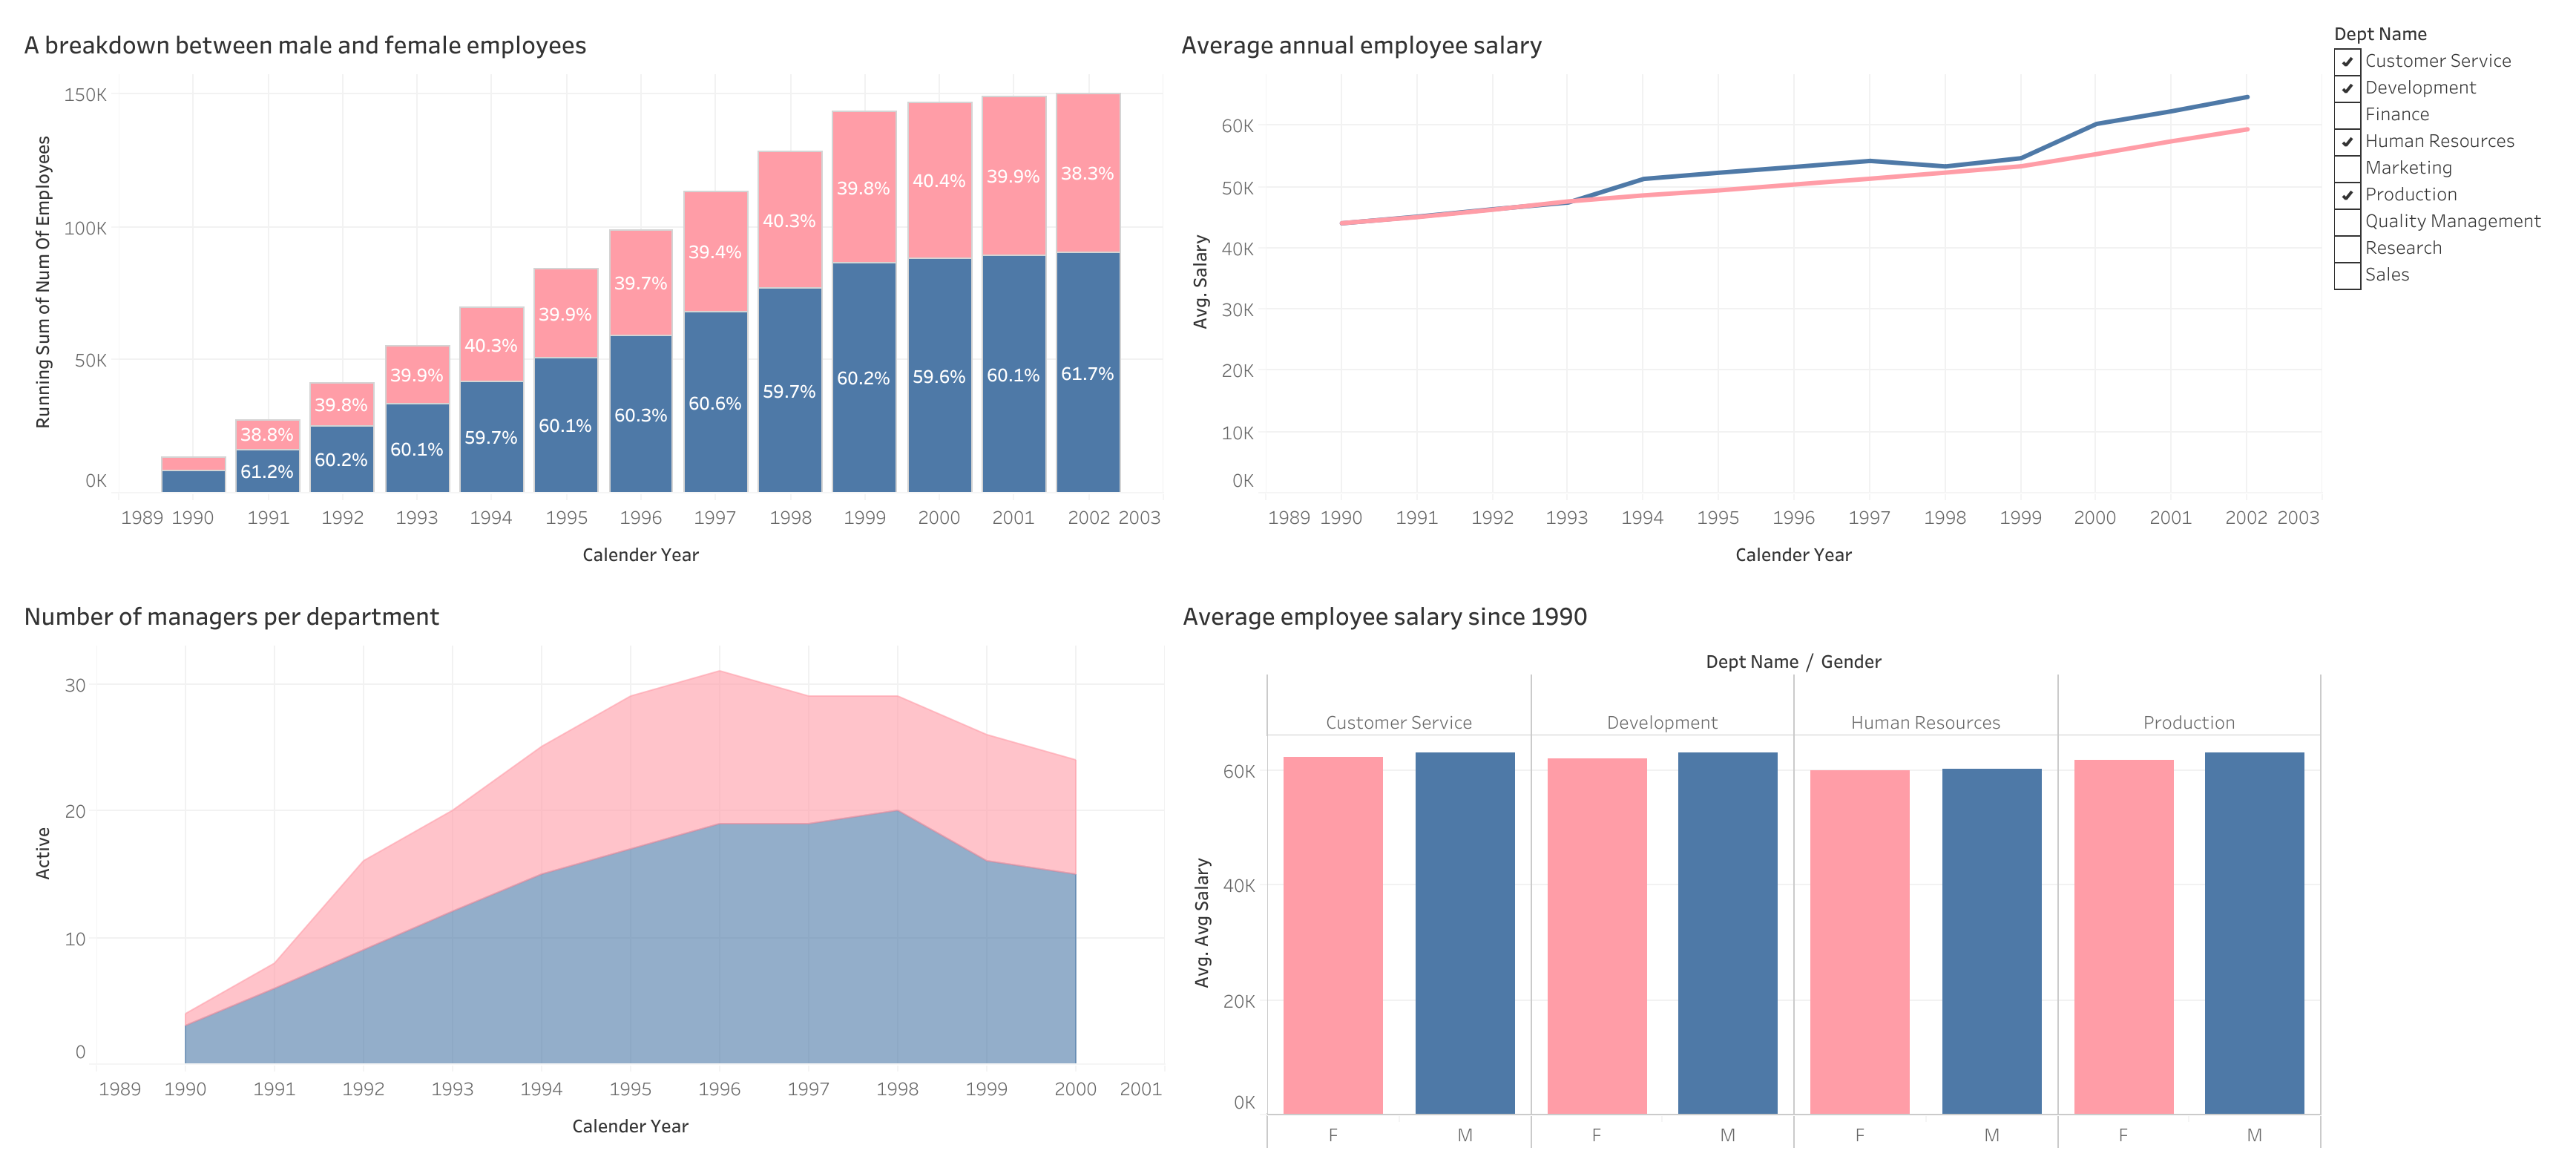 A breakdown between male and female employees
Running Sum of Num Of Employees
150K
100K
50K
0K
38.8%
61.2%
39.8%
60.2%
39.9%
60.1%
40.3%
59.7%
39.9%
60.1%
39.7%
60.3%
39.4%
60.6%
40.3%
59.7%
39.8%
60.2%
40.4%
59.6%
39.9%
60.1%
38.3%
61.7%
1989 1990 1991 1992 1993 1994 1995 1996 1997 1998 1999 2000 2001 2002 2003
Calender Year
Average annual employee salary
Avg. Salary
60K
50K
40K
30K
20K
10K
0K
1989 1990 1991 1992 1993 1994 1995 1996 1997 1998 1999 2000 2001 2002 2003
Calender Year
Dept Name
Customer Service
Development
Finance
Human Resources
Marketing
Production
Quality Management
Research
Sales
Number of managers per department
Active
30
20
10
0
1989 1990 1991 1992 1993 1994 1995 1996 1997 1998 1999 2000 2001
Calender Year
Average employee salary since 1990
Dept Name / Gender
Customer Service Development Human Resources Production
Avg. Avg Salary
60K
40K
20K
0K
F M F M F M F M